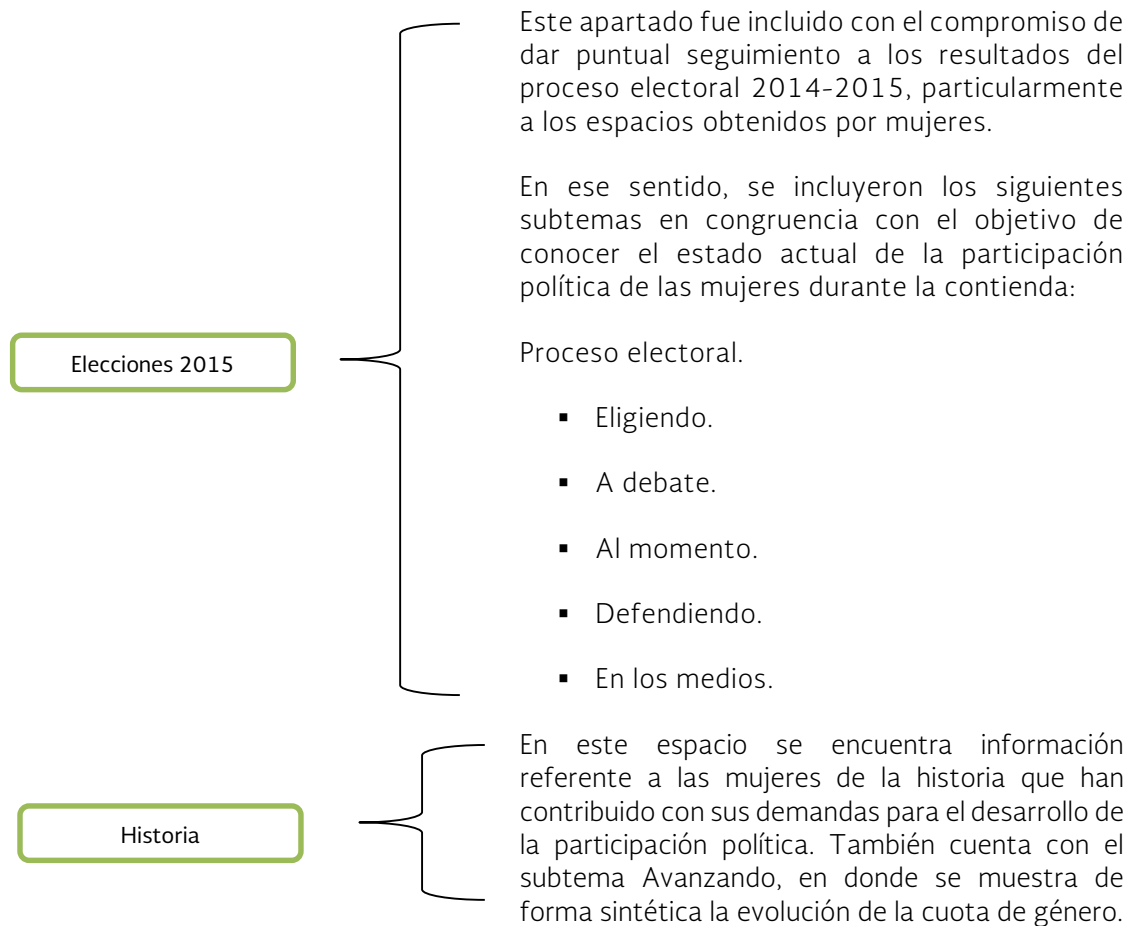 Este apartado fue incluido con el compromiso de
dar puntual seguimiento a los resultados del
proceso electoral 2014-2015, particularmente
a los espacios obtenidos por mujeres.
En ese sentido, se incluyeron los siguientes
subtemas en congruencia con el objetivo de
conocer el estado actual de la participación
política de las mujeres durante la contienda:
Elecciones 2015
Proceso electoral.
▪ Eligiendo.
▪ A debate.
▪ Al momento.
▪ Defendiendo.
▪ En los medios.
Historia
En este espacio se encuentra información
referente a las mujeres de la historia que han
contribuido con sus demandas para el desarrollo de
la participación política. También cuenta con el
subtema Avanzando, en donde se muestra de
forma sintética la evolución de la cuota de género.